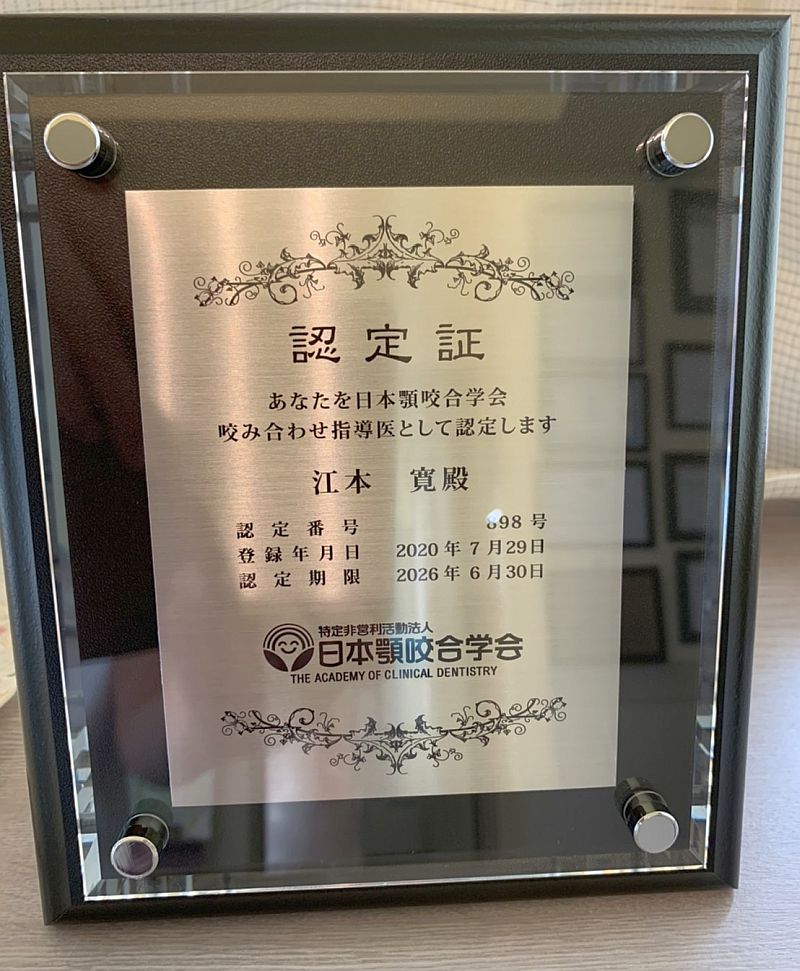 認定証
あなたを日本顎咬合学会
咬み合わせ指導医として認定します
江本 寛殿
認定番号 898号
登録年月日 2020年7月29日
認定期限 2026年6月30日
特定非営利活動法人
日本顎咬合学会
THE ACADEMY OF CLINICAL DENTISTRY